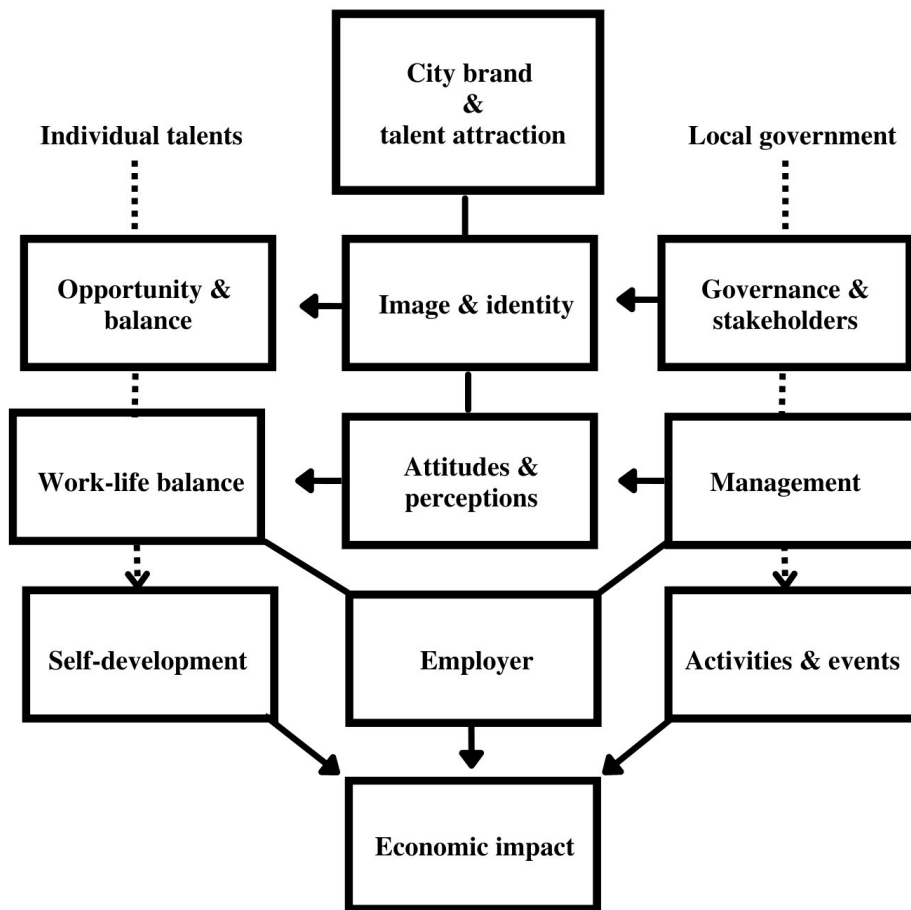 City brand
&
talent attraction
Individual talents
Local government
Opportunity &
balance
Image & identity
Governance &
stakeholders
Work-life balance
Attitudes &
perceptions
Management
Self-development
Employer
Activities & events
Economic impact